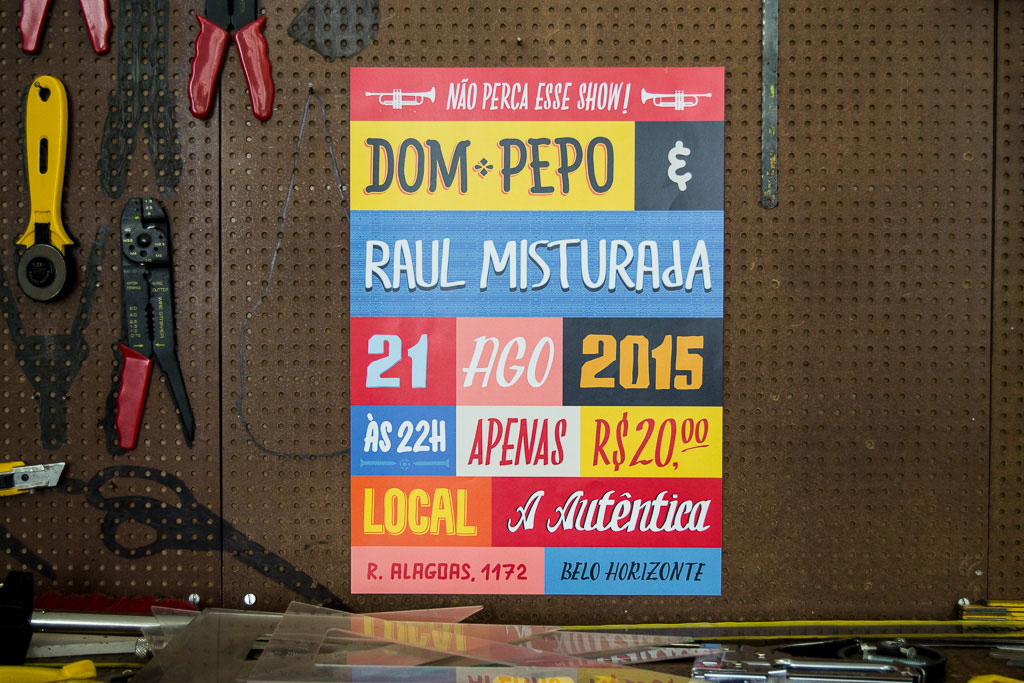 NÃO PERCA ESSE SHOW!
DOM PEPO &
RAUL MISTURADA
21 AGO 2015
ÀS 22H APENAS R$20,00
LOCAL A Autêntica
R. ALAGOAS, 1172 BELO HORIZONTE